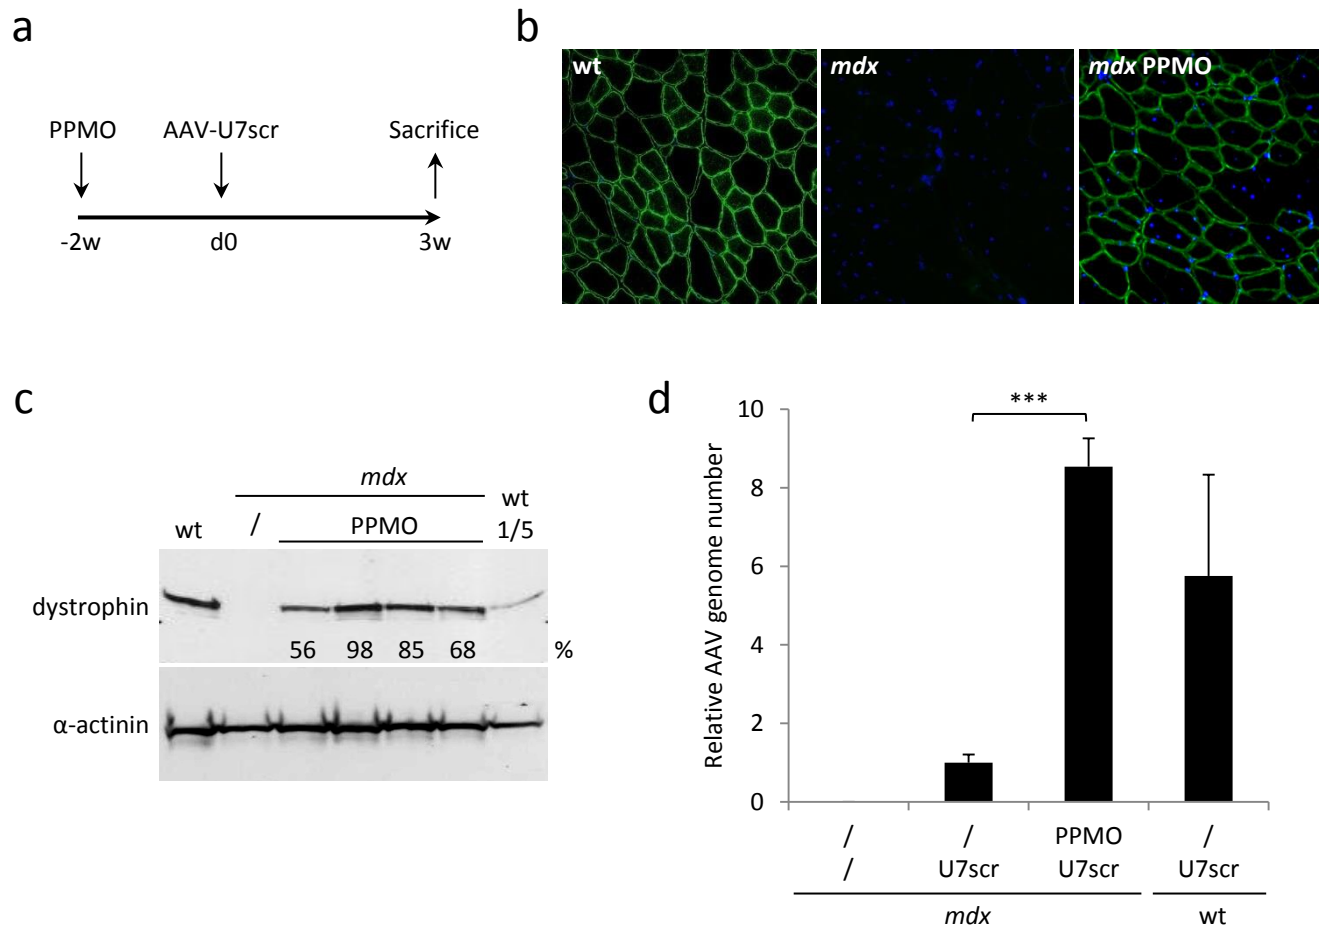 a
PPMO AAV-U7scr Sacrifice
-2w d0 3w
b
wt mdx mdx PPMO
c
mdx
wt / PPMO wt 1/5
dystrophin
56 98 85 68 %
α-actinin
d
Relative AAV genome number
10
8
6
4
2
0
***
/ / PPMO /
/ U7scr U7scr U7scr
mdx wt